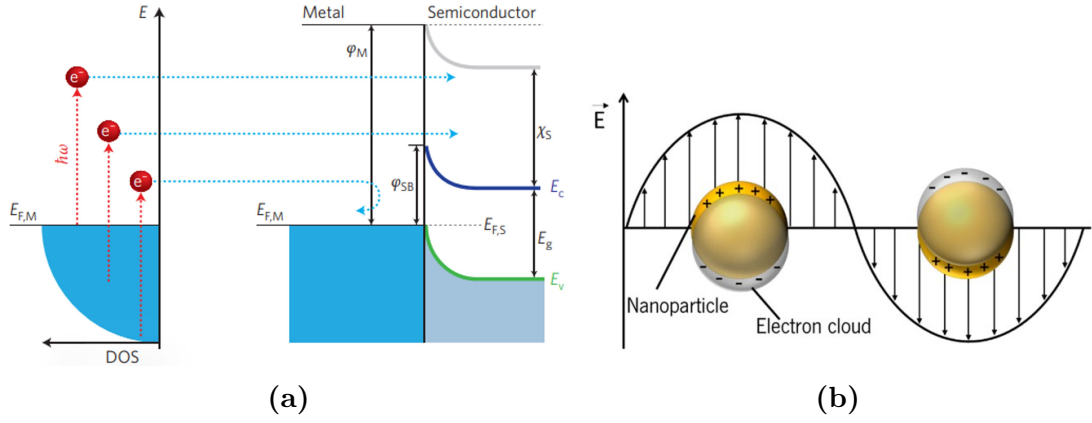 E
Metal
Semiconductor
φM
e⁻
e⁻
e⁻
ħω
χS
φSB
Ec
EF,M
EF,M
EF,S
Eg
Ev
DOS
(a)
E⃗
+ + + + + + +
- - - - -
Nanoparticle
Electron cloud
- - - - -
+ + + + + + +
(b)